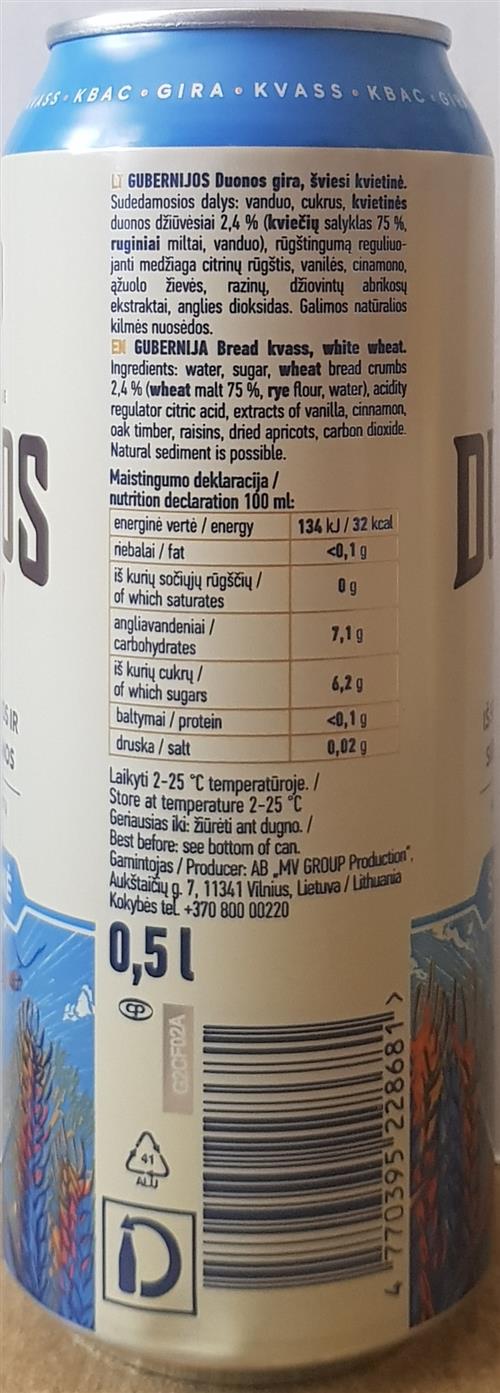 KVASS • KВАС • GIRA • KVASS • KВАС • GIRA
LT GUBERNIJOS Duonos gira, šviesi kvietinė.
Sudedamosios dalys: vanduo, cukrus, kvietinės
duonos džiūvėsiai 2,4 % (kviečių salyklas 75 %,
ruginiai miltai, vanduo), rūgštingumą reguliuo-
janti medžiaga citrinų rūgštis, vanilės, cinamono,
ąžuolo žievės, razinų, džiovintų abrikosų
ekstraktai, anglies dioksidas. Galimos natūralios
kilmės nuosėdos.
EN GUBERNIJA Bread kvass, white wheat.
Ingredients: water, sugar, wheat bread crumbs
2,4 % (wheat malt 75 %, rye flour, water), acidity
regulator citric acid, extracts of vanilla, cinnamon,
oak timber, raisins, dried apricots, carbon dioxide.
Natural sediment is possible.
Maistingumo deklaracija /
nutrition declaration 100 ml:
energinė vertė / energy 134 kJ / 32 kcal
riebalai / fat <0,1 g
iš kurių sočiųjų rūgščių /
of which saturates 0 g
angliavandeniai /
carbohydrates 7,1 g
iš kurių cukrų /
of which sugars 6,2 g
baltymai / protein <0,1 g
druska / salt 0,02 g
Laikyti 2-25 °C temperatūroje. /
Store at temperature 2-25 °C
Geriausias iki: žiūrėti ant dugno. /
Best before: see bottom of can.
Gamintojas / Producer: AB „MV GROUP Production",
Aukštaičių g. 7, 11341 Vilnius, Lietuva / Lithuania
Kokybės tel. +370 800 00220
0,5 l
G2CF02A
4 770395 228681 >
41
ALU